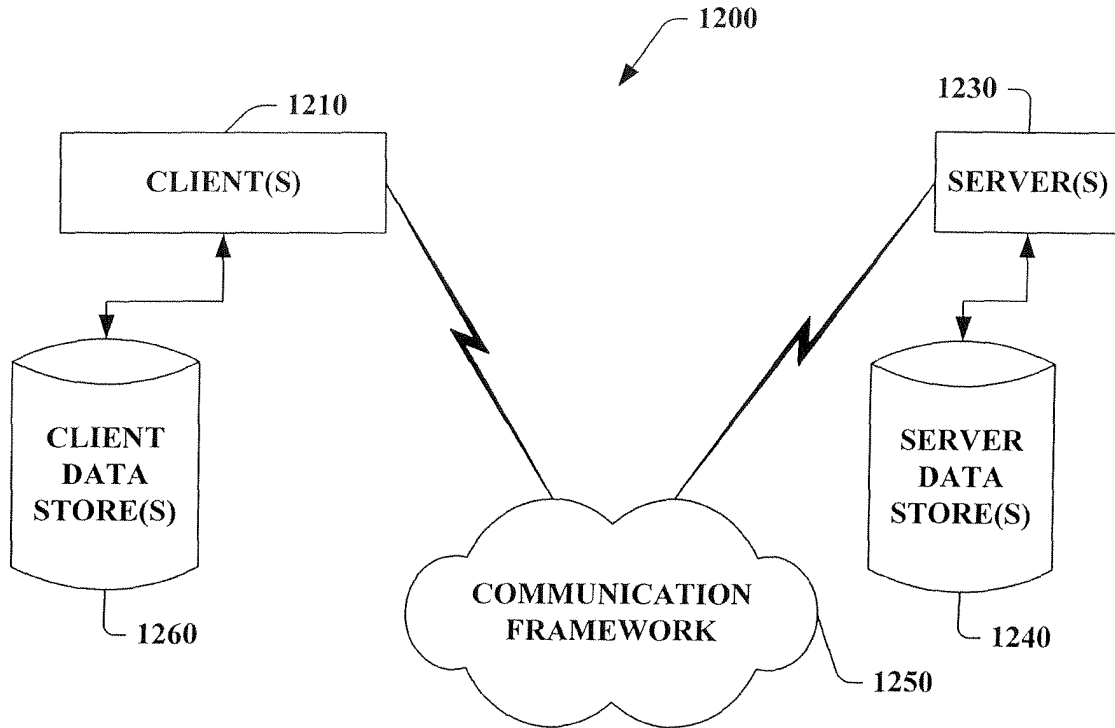 1200
1210
1230
CLIENT(S)
SERVER(S)
CLIENT
DATA
STORE(S)
SERVER
DATA
STORE(S)
COMMUNICATION
FRAMEWORK
1260
1240
1250